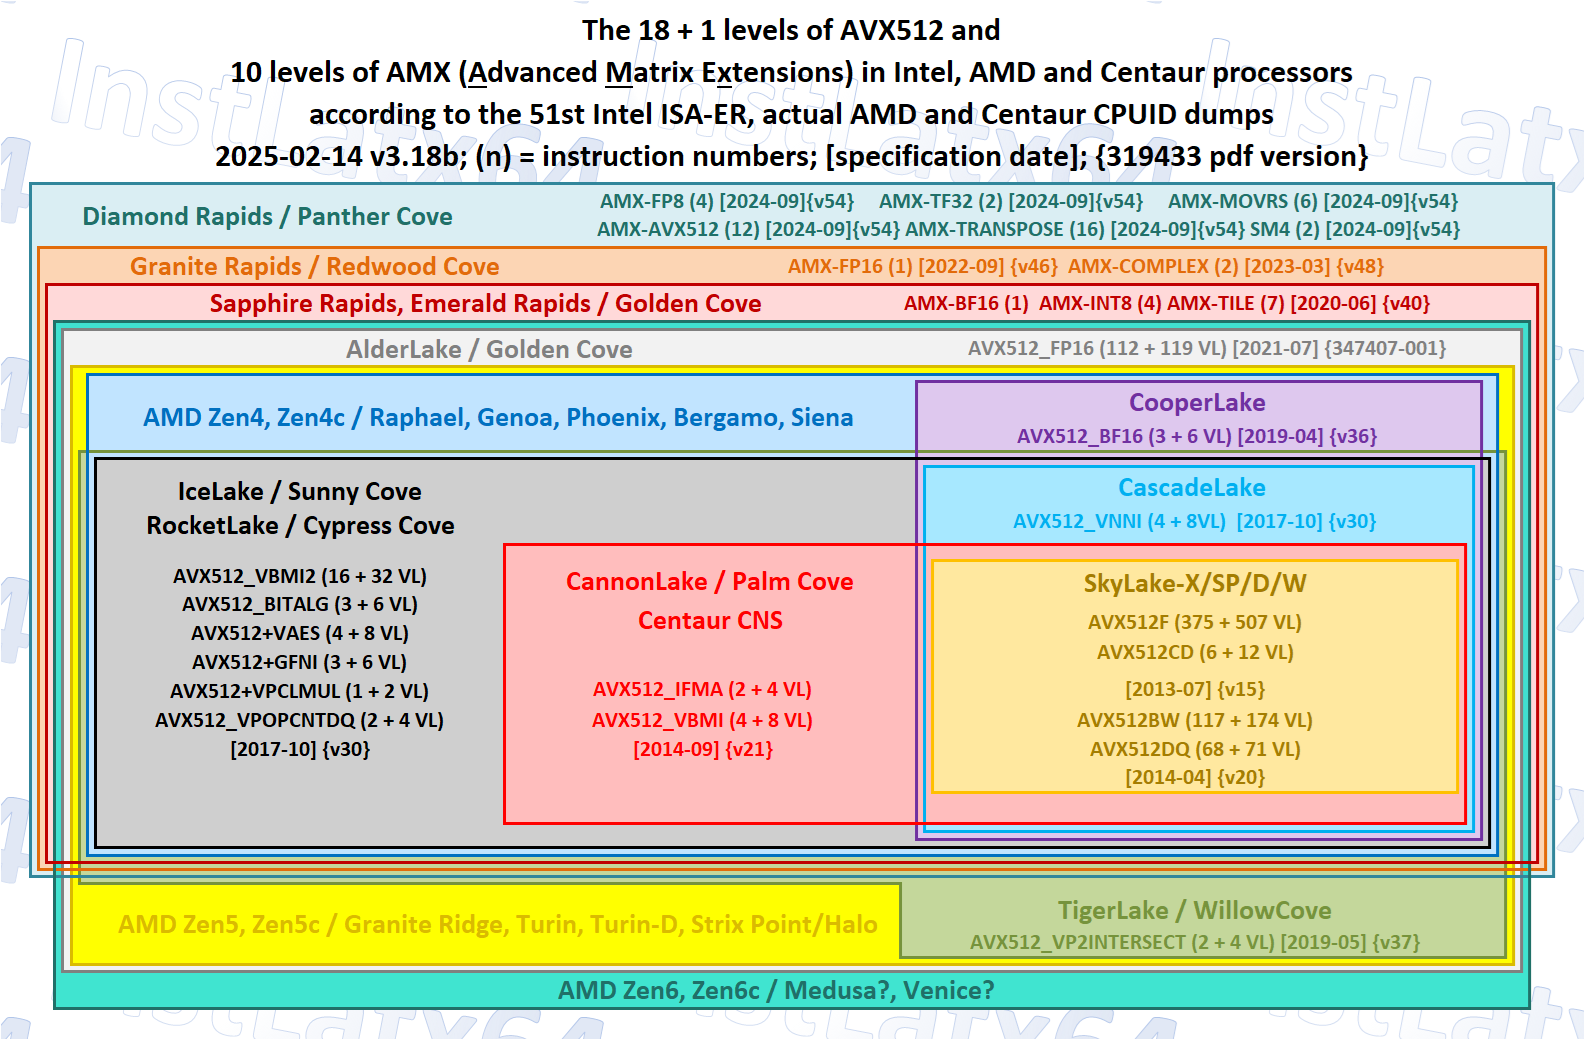 The 18 + 1 levels of AVX512 and
10 levels of AMX (Advanced Matrix Extensions) in Intel, AMD and Centaur processors
according to the 51st Intel ISA-ER, actual AMD and Centaur CPUID dumps
2025-02-14 v3.18b; (n) = instruction numbers; [specification date]; {319433 pdf version}
Diamond Rapids / Panther Cove
AMX-FP8 (4) [2024-09]{v54} AMX-TF32 (2) [2024-09]{v54} AMX-MOVRS (6) [2024-09]{v54}
AMX-AVX512 (12) [2024-09]{v54} AMX-TRANSPOSE (16) [2024-09]{v54} SM4 (2) [2024-09]{v54}
Granite Rapids / Redwood Cove
AMX-FP16 (1) [2022-09] {v46} AMX-COMPLEX (2) [2023-03] {v48}
Sapphire Rapids, Emerald Rapids / Golden Cove
AMX-BF16 (1) AMX-INT8 (4) AMX-TILE (7) [2020-06] {v40}
AlderLake / Golden Cove
AVX512_FP16 (112 + 119 VL) [2021-07] {347407-001}
AMD Zen4, Zen4c / Raphael, Genoa, Phoenix, Bergamo, Siena
CooperLake
AVX512_BF16 (3 + 6 VL) [2019-04] {v36}
IceLake / Sunny Cove
RocketLake / Cypress Cove
AVX512_VBMI2 (16 + 32 VL)
AVX512_BITALG (3 + 6 VL)
AVX512+VAES (4 + 8 VL)
AVX512+GFNI (3 + 6 VL)
AVX512+VPCLMUL (1 + 2 VL)
AVX512_VPOPCNTDQ (2 + 4 VL)
[2017-10] {v30}
CascadeLake
AVX512_VNNI (4 + 8VL) [2017-10] {v30}
CannonLake / Palm Cove
Centaur CNS
AVX512_IFMA (2 + 4 VL)
AVX512_VBMI (4 + 8 VL)
[2014-09] {v21}
SkyLake-X/SP/D/W
AVX512F (375 + 507 VL)
AVX512CD (6 + 12 VL)
[2013-07] {v15}
AVX512BW (117 + 174 VL)
AVX512DQ (68 + 71 VL)
[2014-04] {v20}
AMD Zen5, Zen5c / Granite Ridge, Turin, Turin-D, Strix Point/Halo
TigerLake / WillowCove
AVX512_VP2INTERSECT (2 + 4 VL) [2019-05] {v37}
AMD Zen6, Zen6c / Medusa?, Venice?
InstLatx64